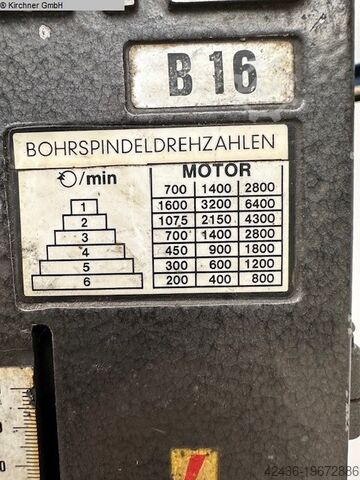 © Kirchner GmbH
B 16
BOHRSPINDELDREHZAHLEN
/min MOTOR
700 1400 2800
1 1600 3200 6400
2 1075 2150 4300
3 700 1400 2800
4 450 900 1800
5 300 600 1200
6 200 400 800
42436-19672886